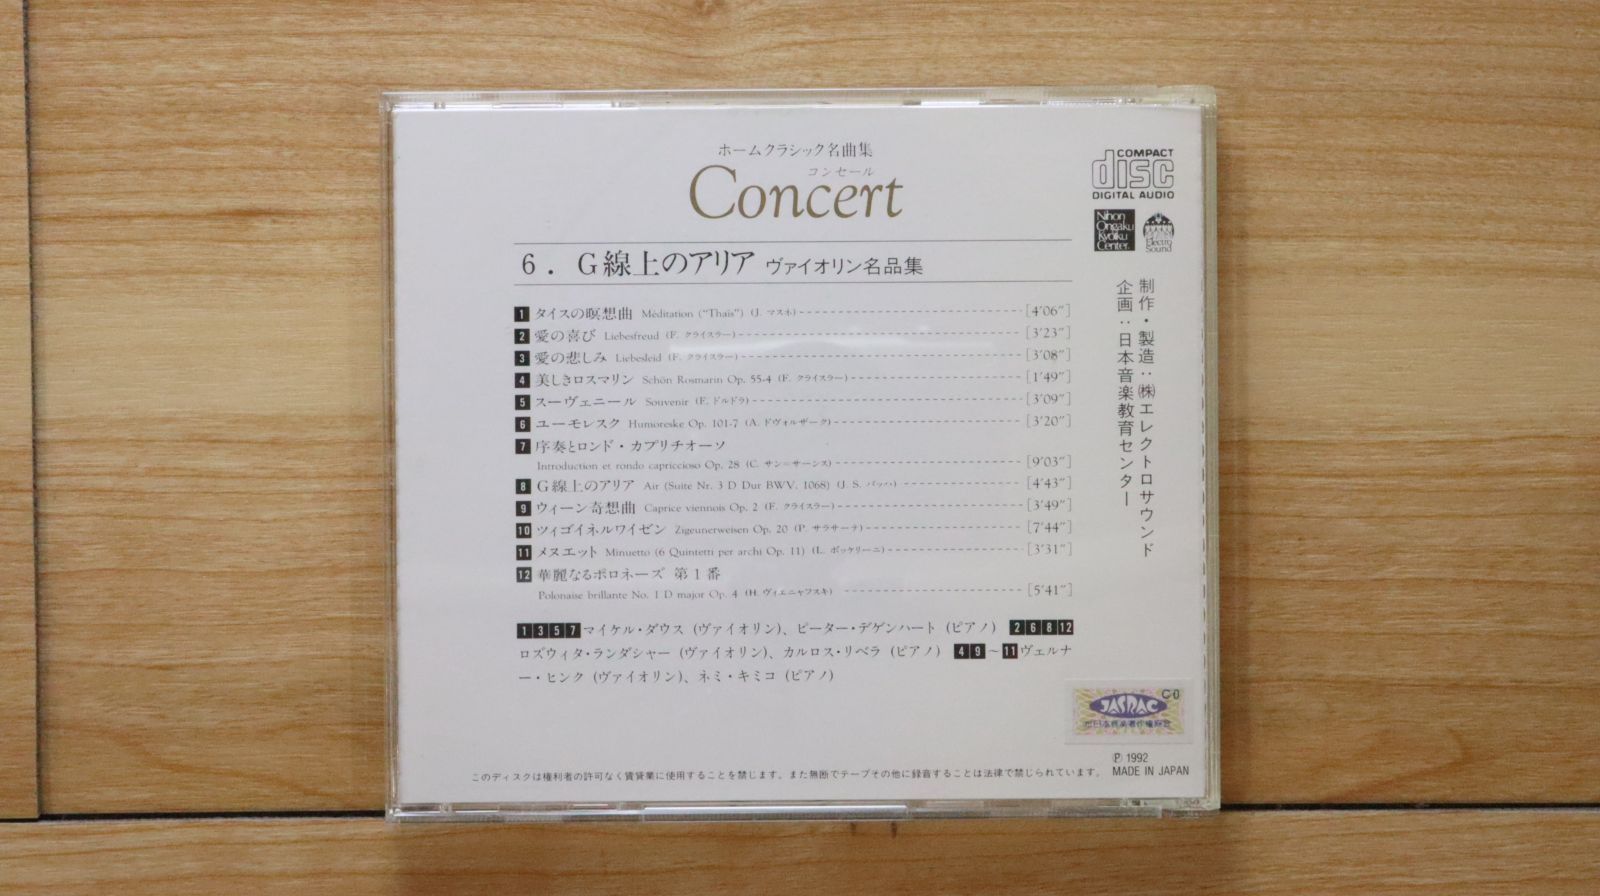 ホームクラシック名曲集
コンセール
Concert
6. G線上のアリア ヴァイオリン名品集
1 タイスの瞑想曲 Méditation ("Thaïs") (J. マスネ) [4'06"]
2 愛の喜び Liebesfreud (F. クライスラー) [3'23"]
3 愛の悲しみ Liebesleid (F. クライスラー) [3'08"]
4 美しきロスマリン Schön Rosmarin Op. 55-4 (F. クライスラー) [1'49"]
5 スーヴェニール Souvenir (F. ドルドラ) [3'09"]
6 ユーモレスク Humoreske Op. 101-7 (A. ドヴォルザーク) [3'20"]
7 序奏とロンド・カプリチオーソ
Introduction et rondo capriccioso Op. 28 (C. サン=サーンス) [9'03"]
8 G線上のアリア Air (Suite Nr. 3 D Dur BWV. 1068) (J. S. バッハ) [4'43"]
9 ウィーン奇想曲 Caprice viennois Op. 2 (F. クライスラー) [3'49"]
10 ツィゴイネルワイゼン Zigeunerweisen Op. 20 (P. サラサーテ) [7'44"]
11 メヌエット Minuetto (6 Quintetti per archi Op. 11) (L. ボッケリーニ) [3'31"]
12 華麗なるポロネーズ 第1番
Polonaise brillante No. 1 D major Op. 4 (H. ヴィエニャフスキ) [5'41"]
1 3 5 7 マイケル・ダウス (ヴァイオリン)、ピーター・デゲンハート (ピアノ) 2 6 8 12
ロズウィタ・ランダシャー (ヴァイオリン)、カルロス・リベラ (ピアノ) 4 9 ～ 11 ヴェルナ
ー・ヒンク (ヴァイオリン)、ネミ・キミコ (ピアノ)
COMPACT
disc
DIGITAL AUDIO
Nihon
Ongaku
Kyoiku
Center.
Electro
Sound
制作・製造：㈱エレクトロサウンド
企画：日本音楽教育センター
C0
JASRAC
Ⓟ 1992
このディスクは権利者の許可なく賃貸業に使用することを禁じます。また無断でテープその他に録音することは法律で禁じられています。
MADE IN JAPAN